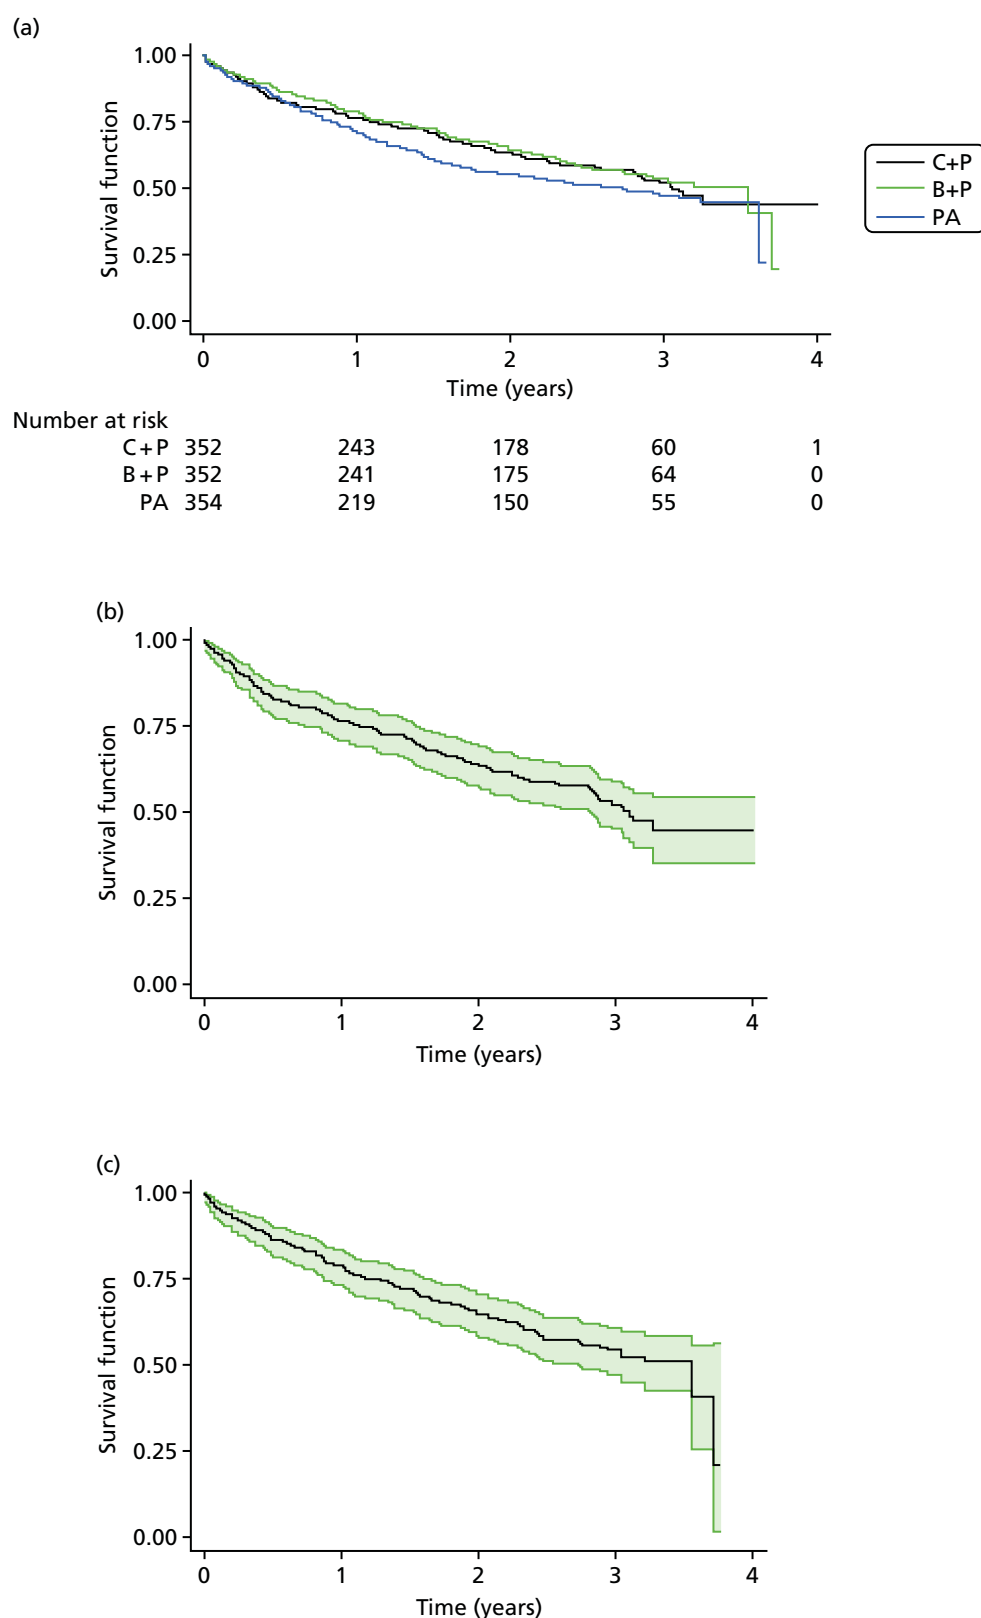 (a)
1.00
0.75
0.50
0.25
0.00
Survival function
0 1 2 3 4
Time (years)
C+P
B+P
PA
Number at risk
C+P 352 243 178 60 1
B+P 352 241 175 64 0
PA 354 219 150 55 0
(b)
1.00
0.75
0.50
0.25
0.00
Survival function
0 1 2 3 4
Time (years)
(c)
1.00
0.75
0.50
0.25
0.00
Survival function
0 1 2 3 4
Time (years)